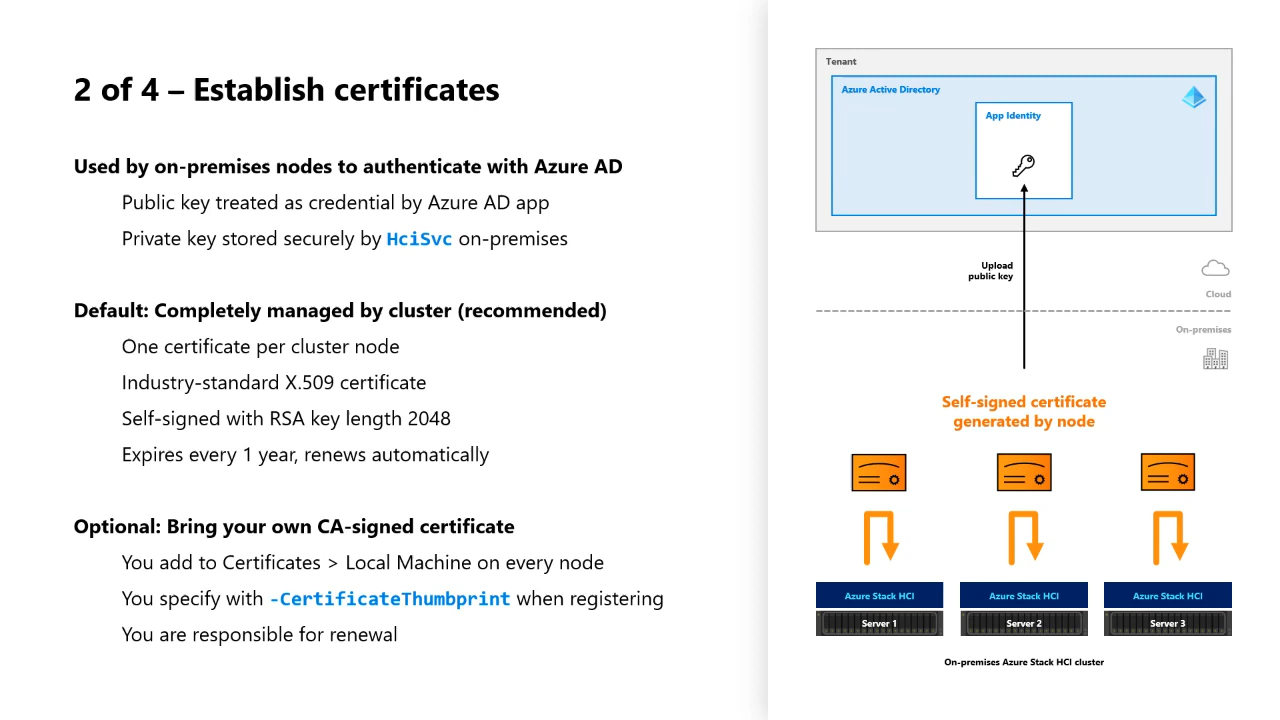 2 of 4 – Establish certificates
Used by on-premises nodes to authenticate with Azure AD
Public key treated as credential by Azure AD app
Private key stored securely by HciSvc on-premises
Default: Completely managed by cluster (recommended)
One certificate per cluster node
Industry-standard X.509 certificate
Self-signed with RSA key length 2048
Expires every 1 year, renews automatically
Optional: Bring your own CA-signed certificate
You add to Certificates > Local Machine on every node
You specify with -CertificateThumbprint when registering
You are responsible for renewal
Tenant
Azure Active Directory
App Identity
Upload
public key
Cloud
On-premises
Self-signed certificate
generated by node
Azure Stack HCI
Azure Stack HCI
Azure Stack HCI
Server 1
Server 2
Server 3
On-premises Azure Stack HCI cluster